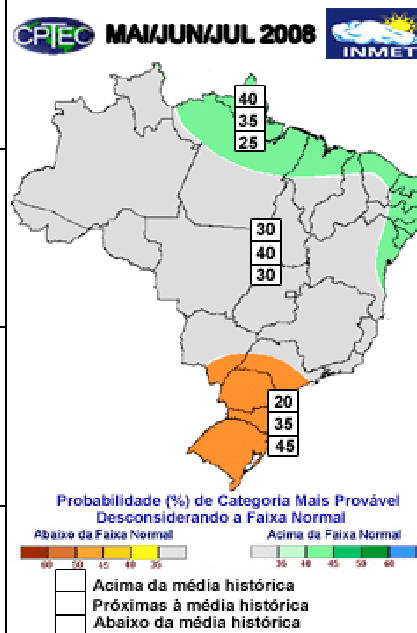 CPTEC MAI/JUN/JUL 2008 INMET
40
35
25
30
40
30
20
35
45
Probabilidade (%) de Categoria Mais Provável
Desconsiderando a Faixa Normal
Abaixo da Faixa Normal Acima da Faixa Normal
60 50 45 40 35 35 40 45 50 60
Acima da média histórica
Próximas à média histórica
Abaixo da média histórica